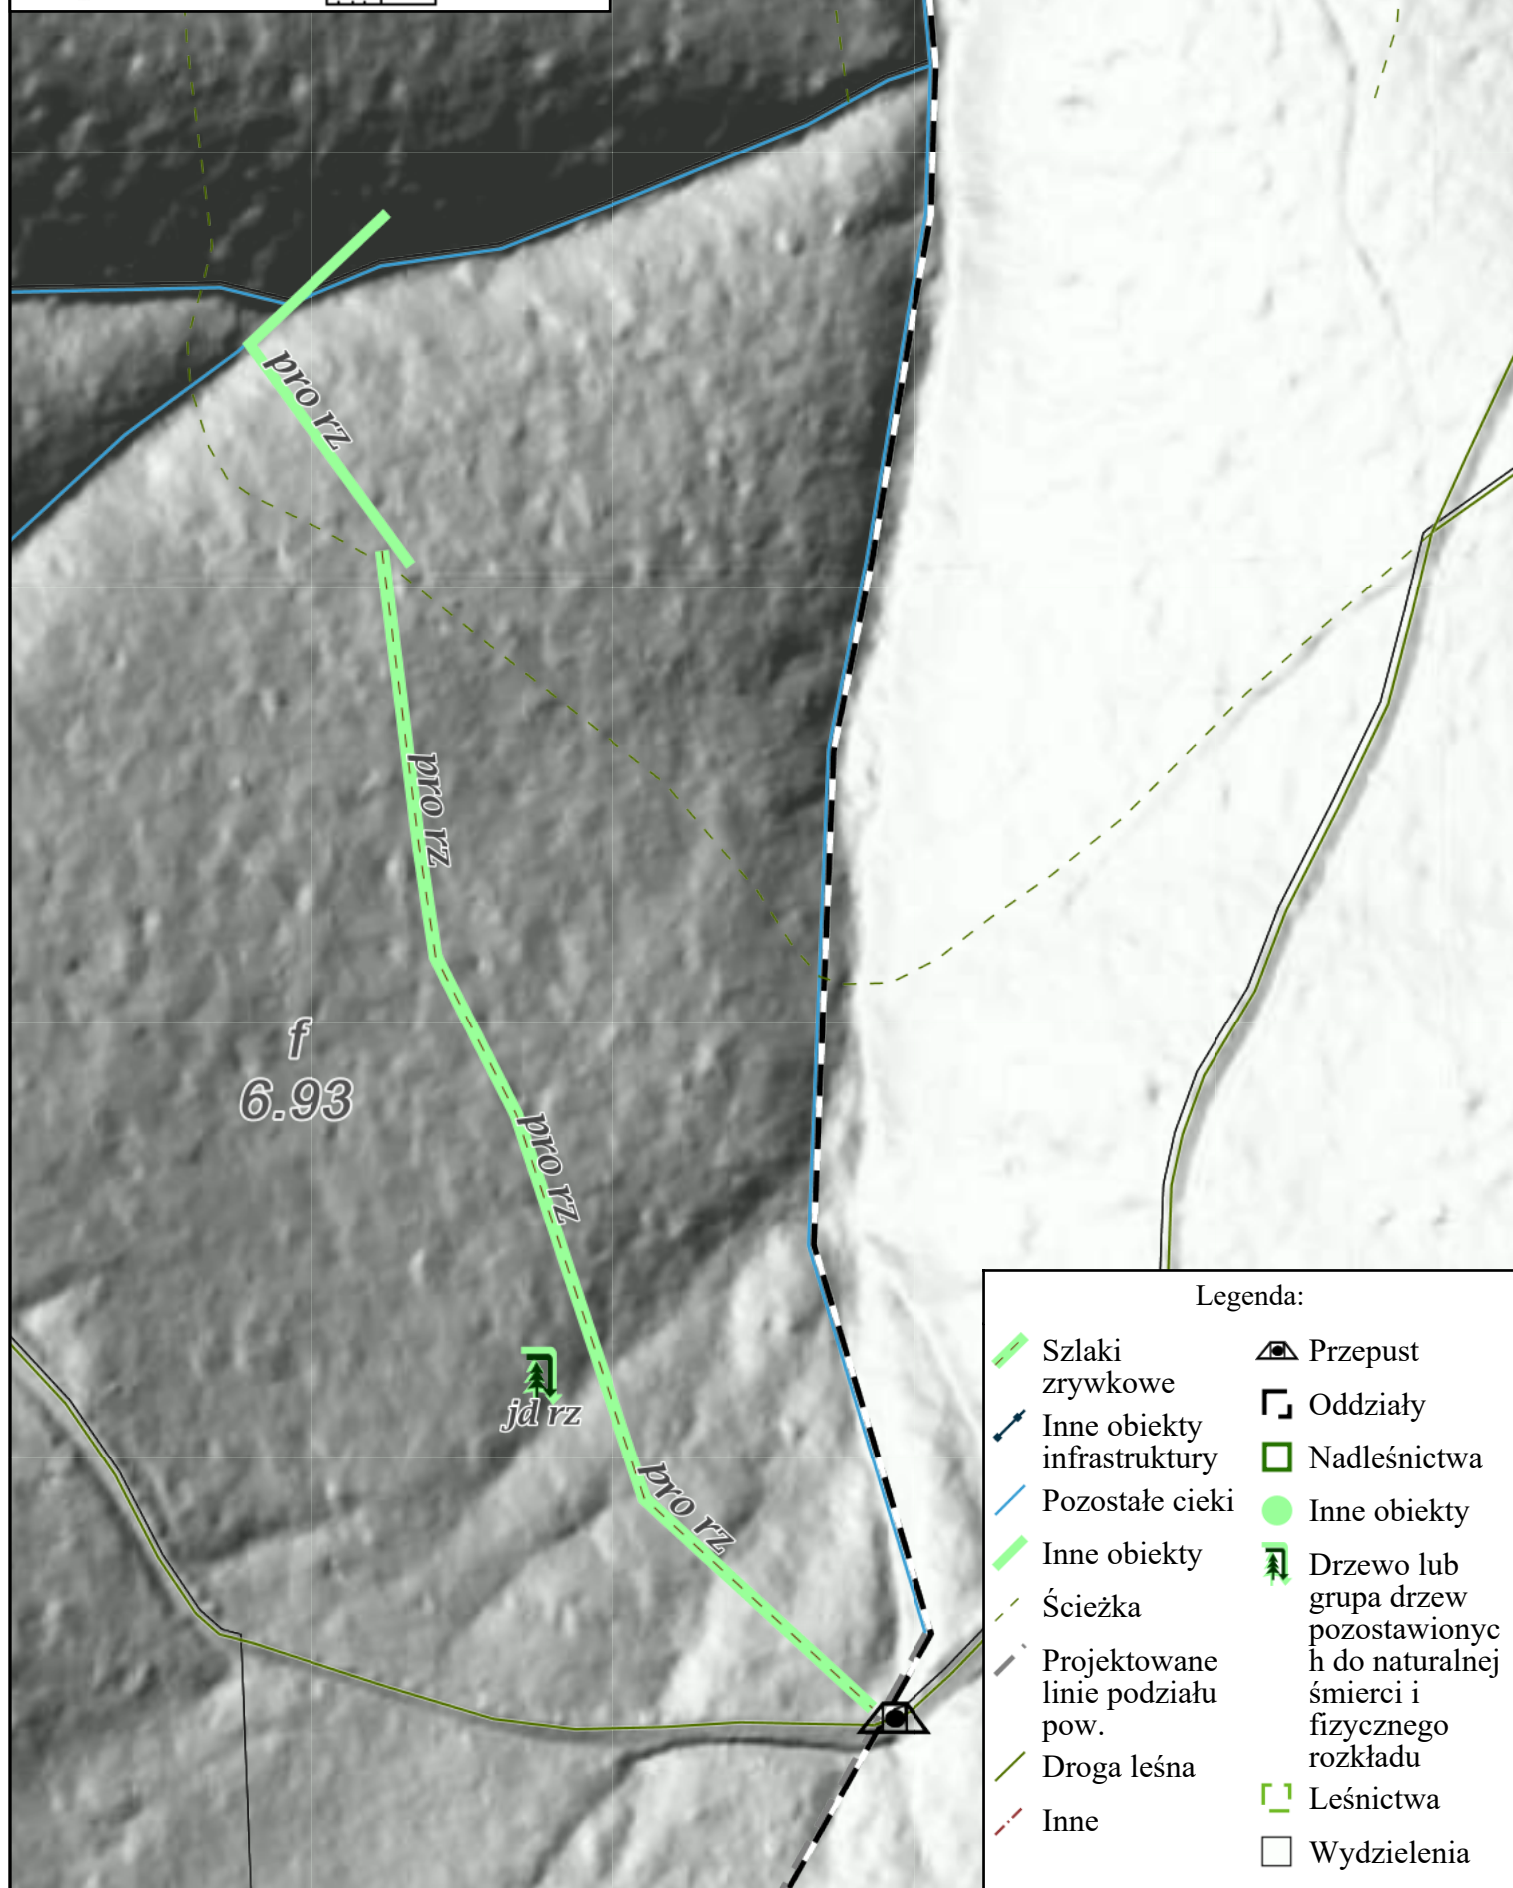 pro rz
pro rz
f
6.93
pro rz
jd rz
pro rz
Legenda:
Szlaki
zrywkowe
Inne obiekty
infrastruktury
Pozostałe cieki
Inne obiekty
Ścieżka
Projektowane
linie podziału
pow.
Droga leśna
Inne
Przepust
Oddziały
Nadleśnictwa
Inne obiekty
Drzewo lub
grupa drzew
pozostawionyc
h do naturalnej
śmierci i
fizycznego
rozkładu
Leśnictwa
Wydzielenia